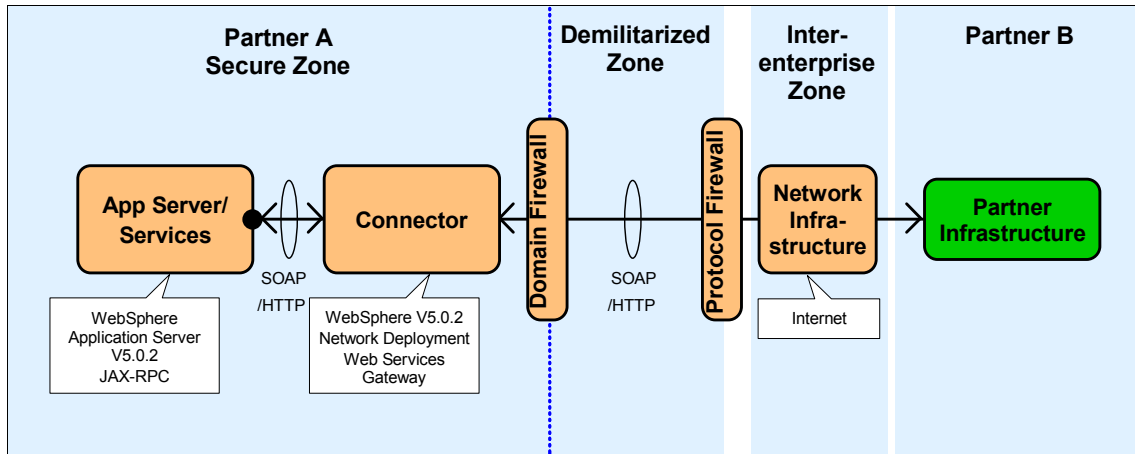 Partner A
Secure Zone
Demilitarized
Zone
Inter-
enterprise
Zone
Partner B
App Server/
Services
Connector
Domain Firewall
Protocol Firewall
Network
Infra-
structure
Partner
Infrastructure
SOAP
/HTTP
SOAP
/HTTP
WebSphere
Application Server
V5.0.2
JAX-RPC
WebSphere V5.0.2
Network Deployment
Web Services
Gateway
Internet